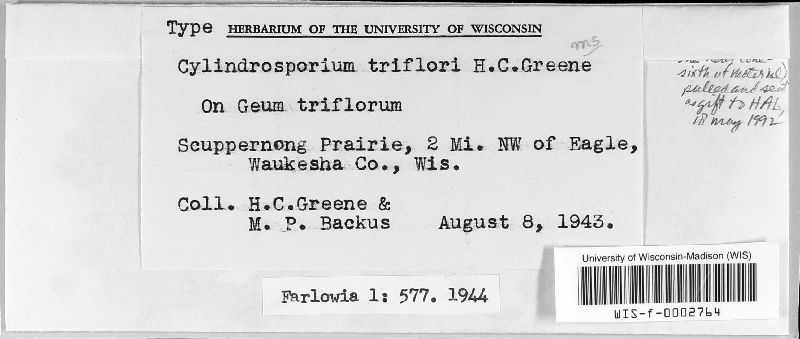 Type HERBARIUM OF THE UNIVERSITY OF WISCONSIN
ms
Cylindrosporium triflori H.C.Greene
On Geum triflorum
Scuppernong Prairie, 2 Mi. NW of Eagle,
Waukesha Co., Wis.
Coll. H.C.Greene &
M. P. Backus August 8, 1943.
sixth of material)
pulled and sent
as gift to HAL,
18 may 1992
Farlowia 1: 577. 1944
University of Wisconsin-Madison (WIS)
WIS-f-0002764